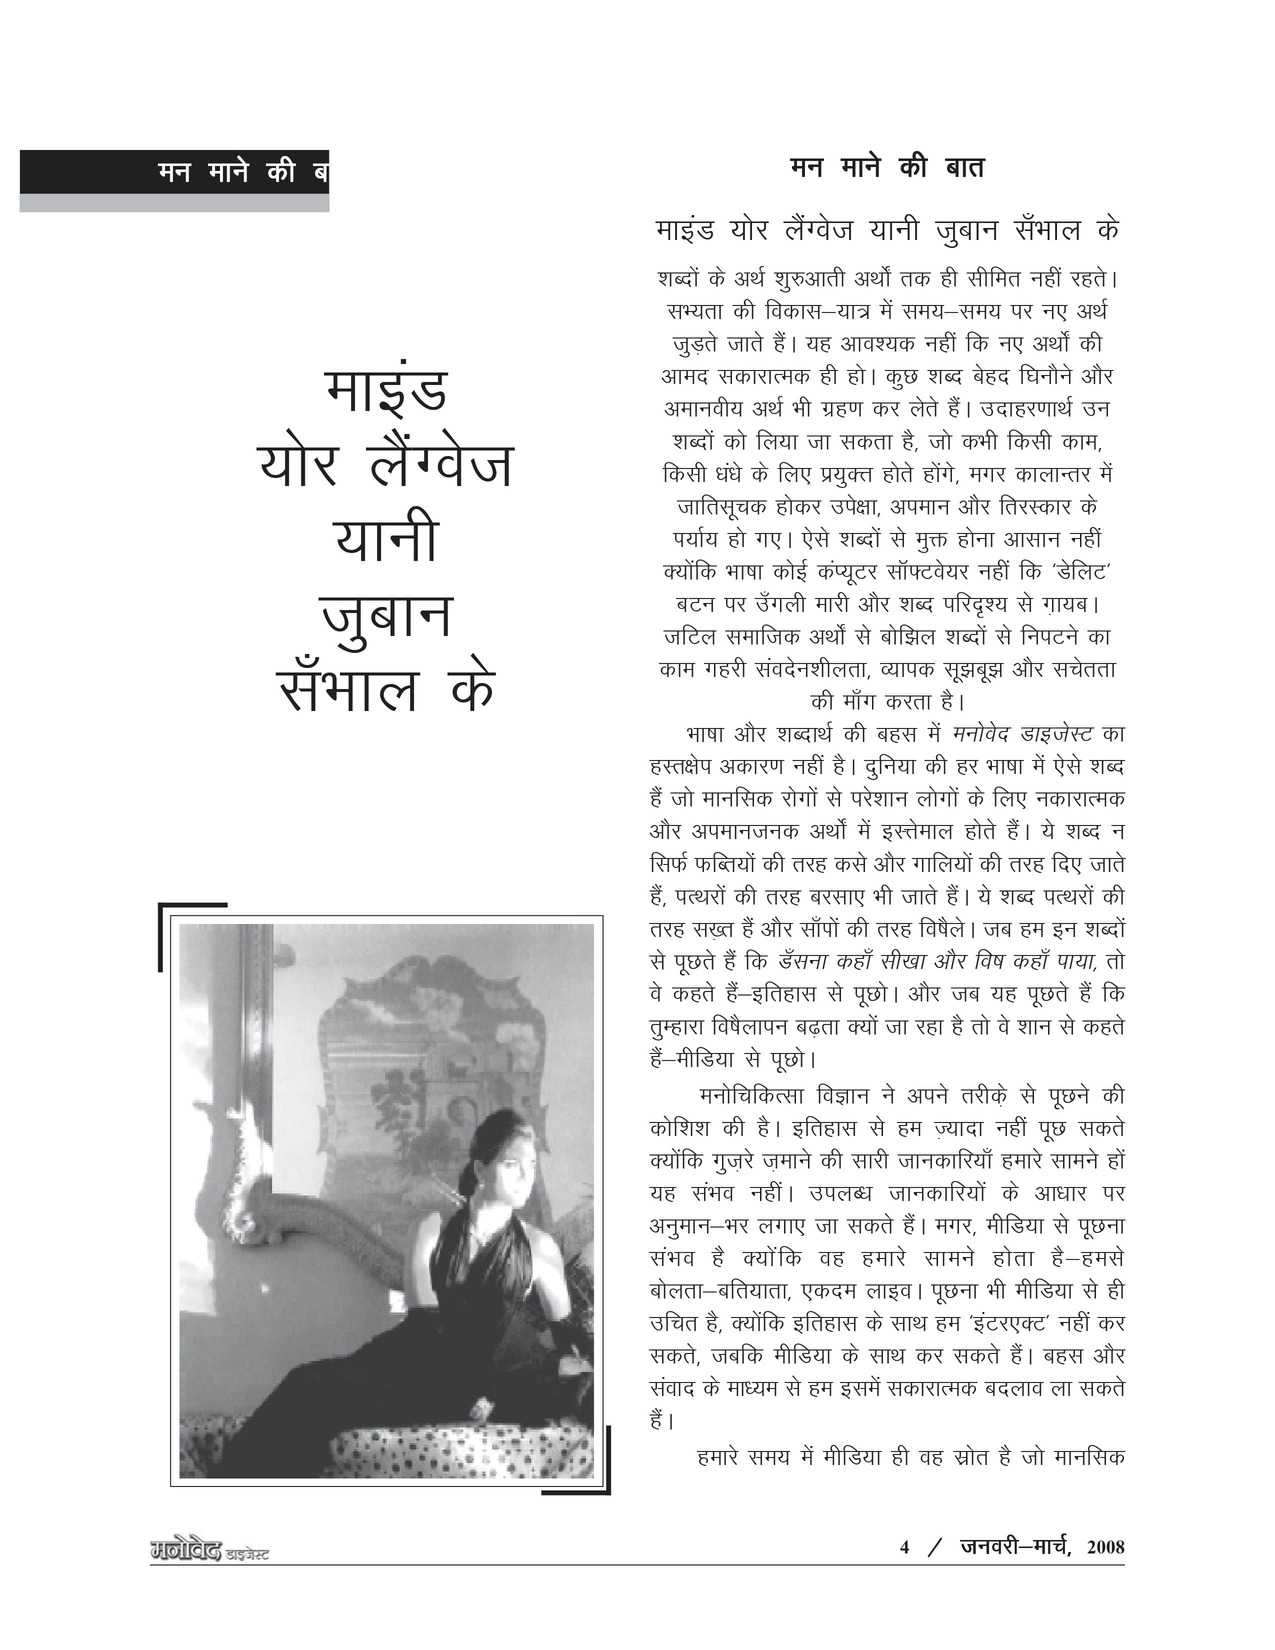 मन माने की ब
माइंड
योर लैंग्वेज
यानी
जुबान
सँभाल के
मन माने की बात
माइंड योर लैंग्वेज यानी जुबान सँभाल के
शब्दों के अर्थ शुरुआती अर्थों तक ही सीमित नहीं रहते।
सभ्यता की विकास–यात्र में समय–समय पर नए अर्थ
जुड़ते जाते हैं। यह आवश्यक नहीं कि नए अर्थों की
आमद सकारात्मक ही हो। कुछ शब्द बेहद घिनौने और
अमानवीय अर्थ भी ग्रहण कर लेते हैं। उदाहरणार्थ उन
शब्दों को लिया जा सकता है, जो कभी किसी काम,
किसी धंधे के लिए प्रयुक्त होते होंगे, मगर कालान्तर में
जातिसूचक होकर उपेक्षा, अपमान और तिरस्कार के
पर्याय हो गए। ऐसे शब्दों से मुक्त होना आसान नहीं
क्योंकि भाषा कोई कंप्यूटर सॉफ्टवेयर नहीं कि ‘डेलिट’
बटन पर उँगली मारी और शब्द परिदृश्य से ग़ायब।
जटिल समाजिक अर्थों से बोझिल शब्दों से निपटने का
काम गहरी संवदेनशीलता, व्यापक सूझबूझ और सचेतता
की माँग करता है।
भाषा और शब्दार्थ की बहस में मनोवेद डाइजेस्ट का
हस्तक्षेप अकारण नहीं है। दुनिया की हर भाषा में ऐसे शब्द
हैं जो मानसिक रोगों से परेशान लोगों के लिए नकारात्मक
और अपमानजनक अर्थों में इस्तेमाल होते हैं। ये शब्द न
सिर्फ फब्तियों की तरह कसे और गालियों की तरह दिए जाते
हैं, पत्थरों की तरह बरसाए भी जाते हैं। ये शब्द पत्थरों की
तरह सख़्त हैं और साँपों की तरह विषैले। जब हम इन शब्दों
से पूछते हैं कि डँसना कहाँ सीखा और विष कहाँ पाया, तो
वे कहते हैं–इतिहास से पूछो। और जब यह पूछते हैं कि
तुम्हारा विषैलापन बढ़ता क्यों जा रहा है तो वे शान से कहते
हैं–मीडिया से पूछो।
मनोचिकित्सा विज्ञान ने अपने तरीक़े से पूछने की
कोशिश की है। इतिहास से हम ज़्यादा नहीं पूछ सकते
क्योंकि गुज़रे ज़माने की सारी जानकारियाँ हमारे सामने हों
यह संभव नहीं। उपलब्ध जानकारियों के आधार पर
अनुमान–भर लगाए जा सकते हैं। मगर, मीडिया से पूछना
संभव है क्योंकि वह हमारे सामने होता है–हमसे
बोलता–बतियाता, एकदम लाइव। पूछना भी मीडिया से ही
उचित है, क्योंकि इतिहास के साथ हम ‘इंटरएक्ट’ नहीं कर
सकते, जबकि मीडिया के साथ कर सकते हैं। बहस और
संवाद के माध्यम से हम इसमें सकारात्मक बदलाव ला सकते
हैं।
हमारे समय में मीडिया ही वह स्रोत है जो मानसिक
मनोवेद डाइजेस्ट
4 / जनवरी–मार्च, 2008